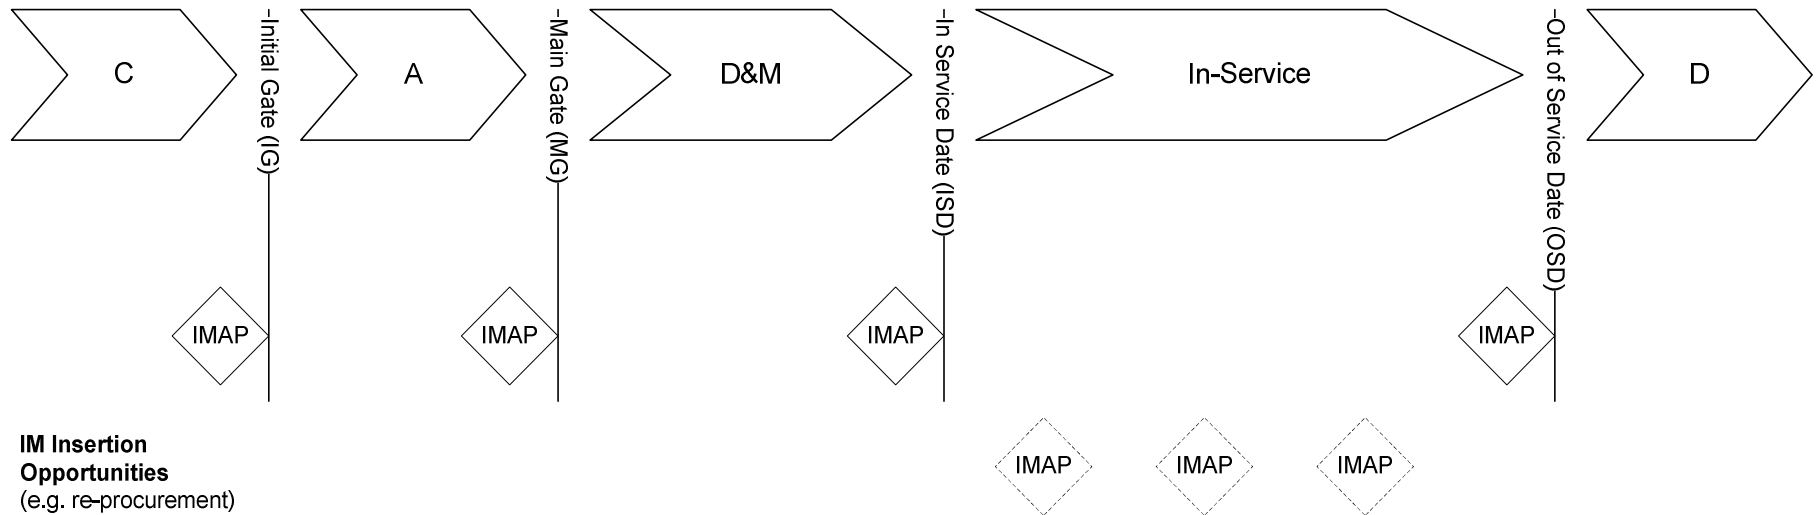 C
–Initial Gate (IG)
A
–Main Gate (MG)
D&M
–In Service Date (ISD)
In-Service
–Out of Service Date (OSD)
D
IMAP
IMAP
IMAP
IMAP
IM Insertion
Opportunities
(e.g. re-procurement)
IMAP
IMAP
IMAP